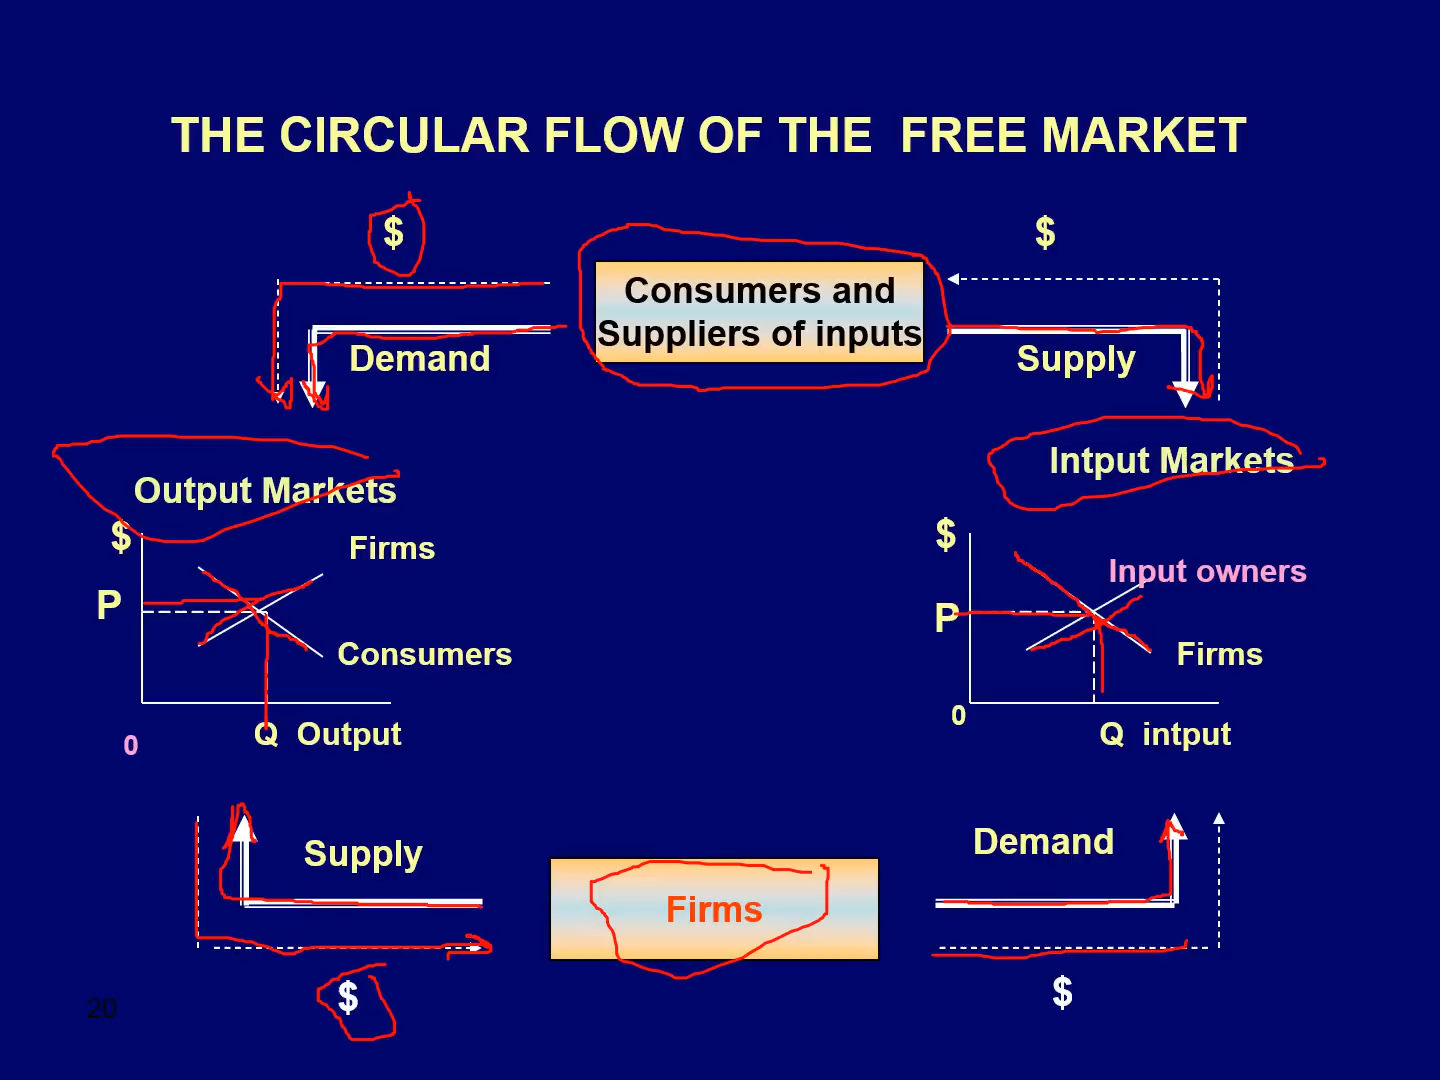 THE CIRCULAR FLOW OF THE FREE MARKET
$
$
Consumers and
Suppliers of inputs
Demand
Supply
Output Markets
Intput Markets
$
Firms
P
Consumers
0
Q Output
$
Input owners
P
Firms
0
Q intput
Supply
Demand
Firms
$
$
20